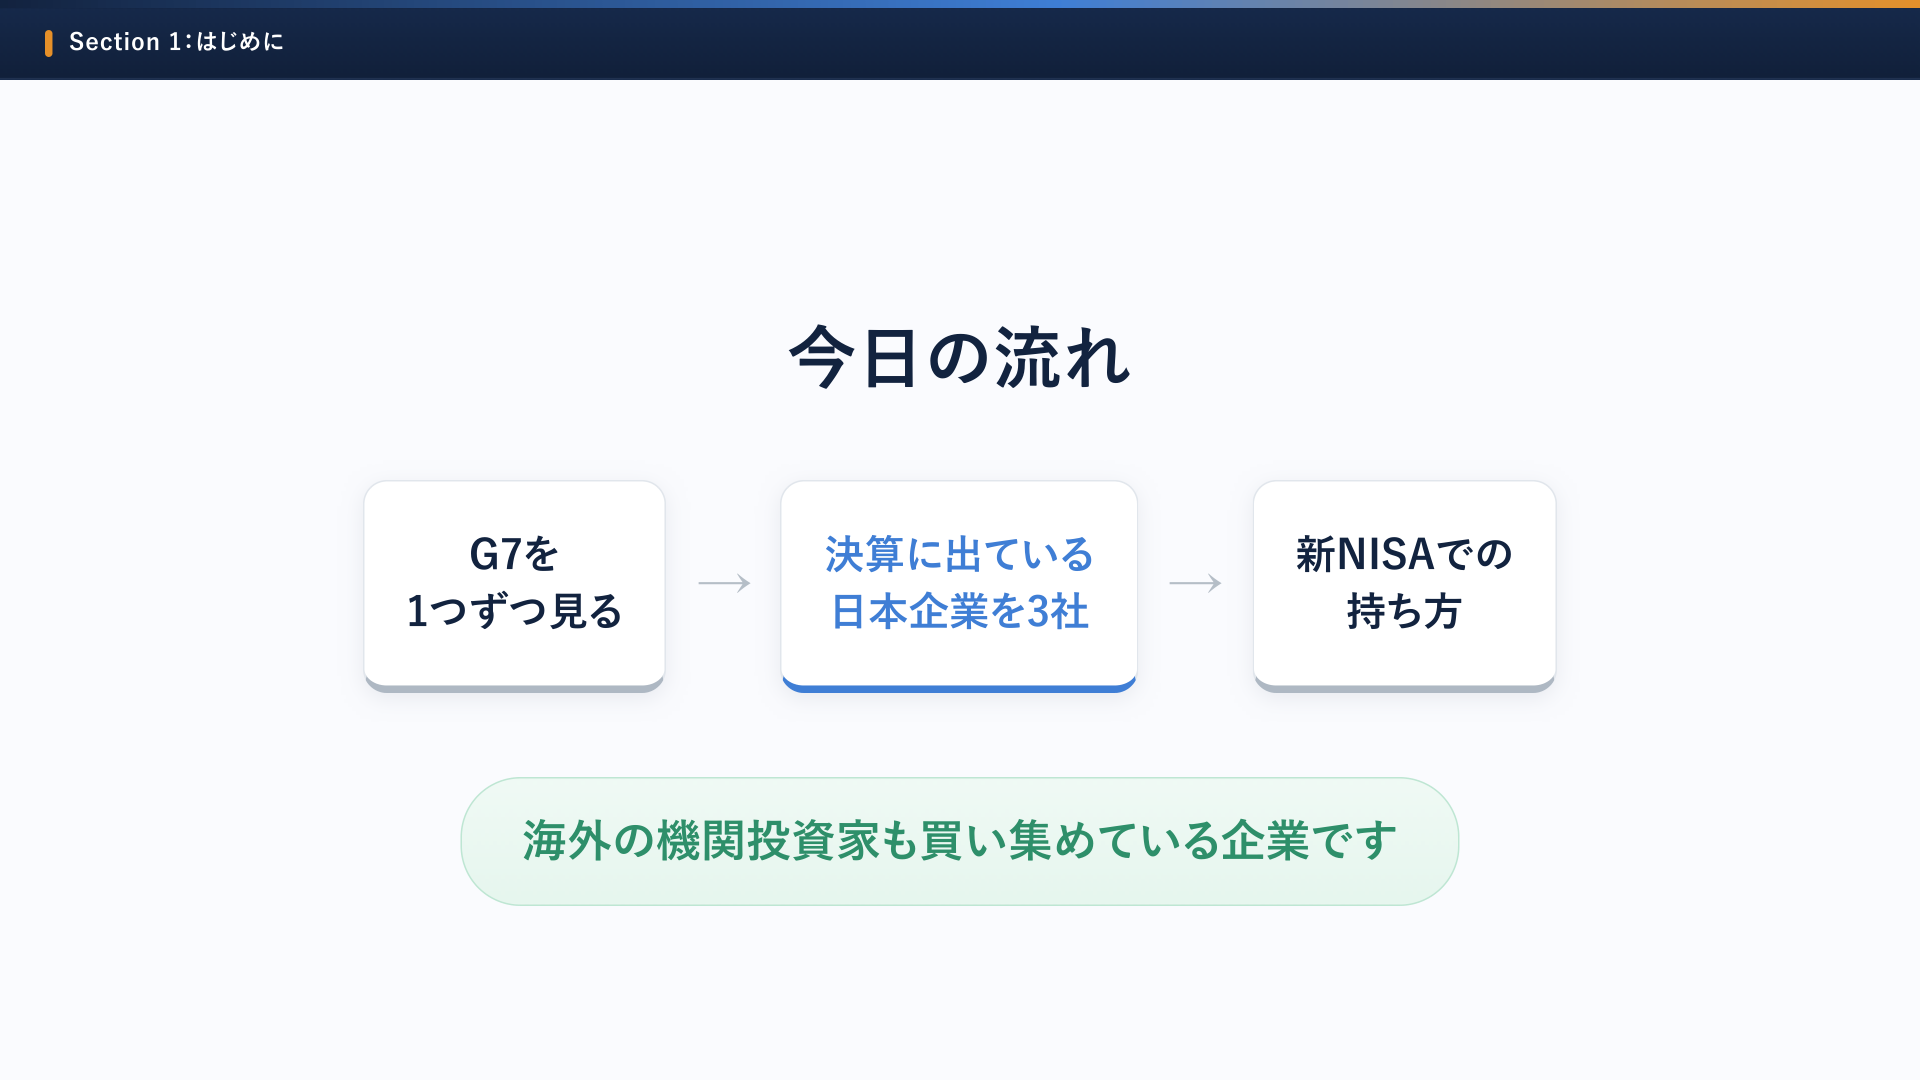 Section 1：はじめに
今日の流れ
G7を
1つずつ見る
→
決算に出ている
日本企業を3社
→
新NISAでの
持ち方
海外の機関投資家も買い集めている企業です